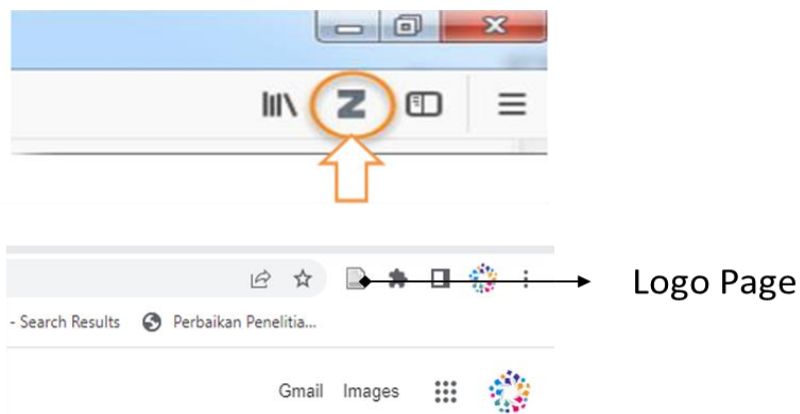 Z
Logo Page
- Search Results Perbaikan Penelitia...
Gmail Images